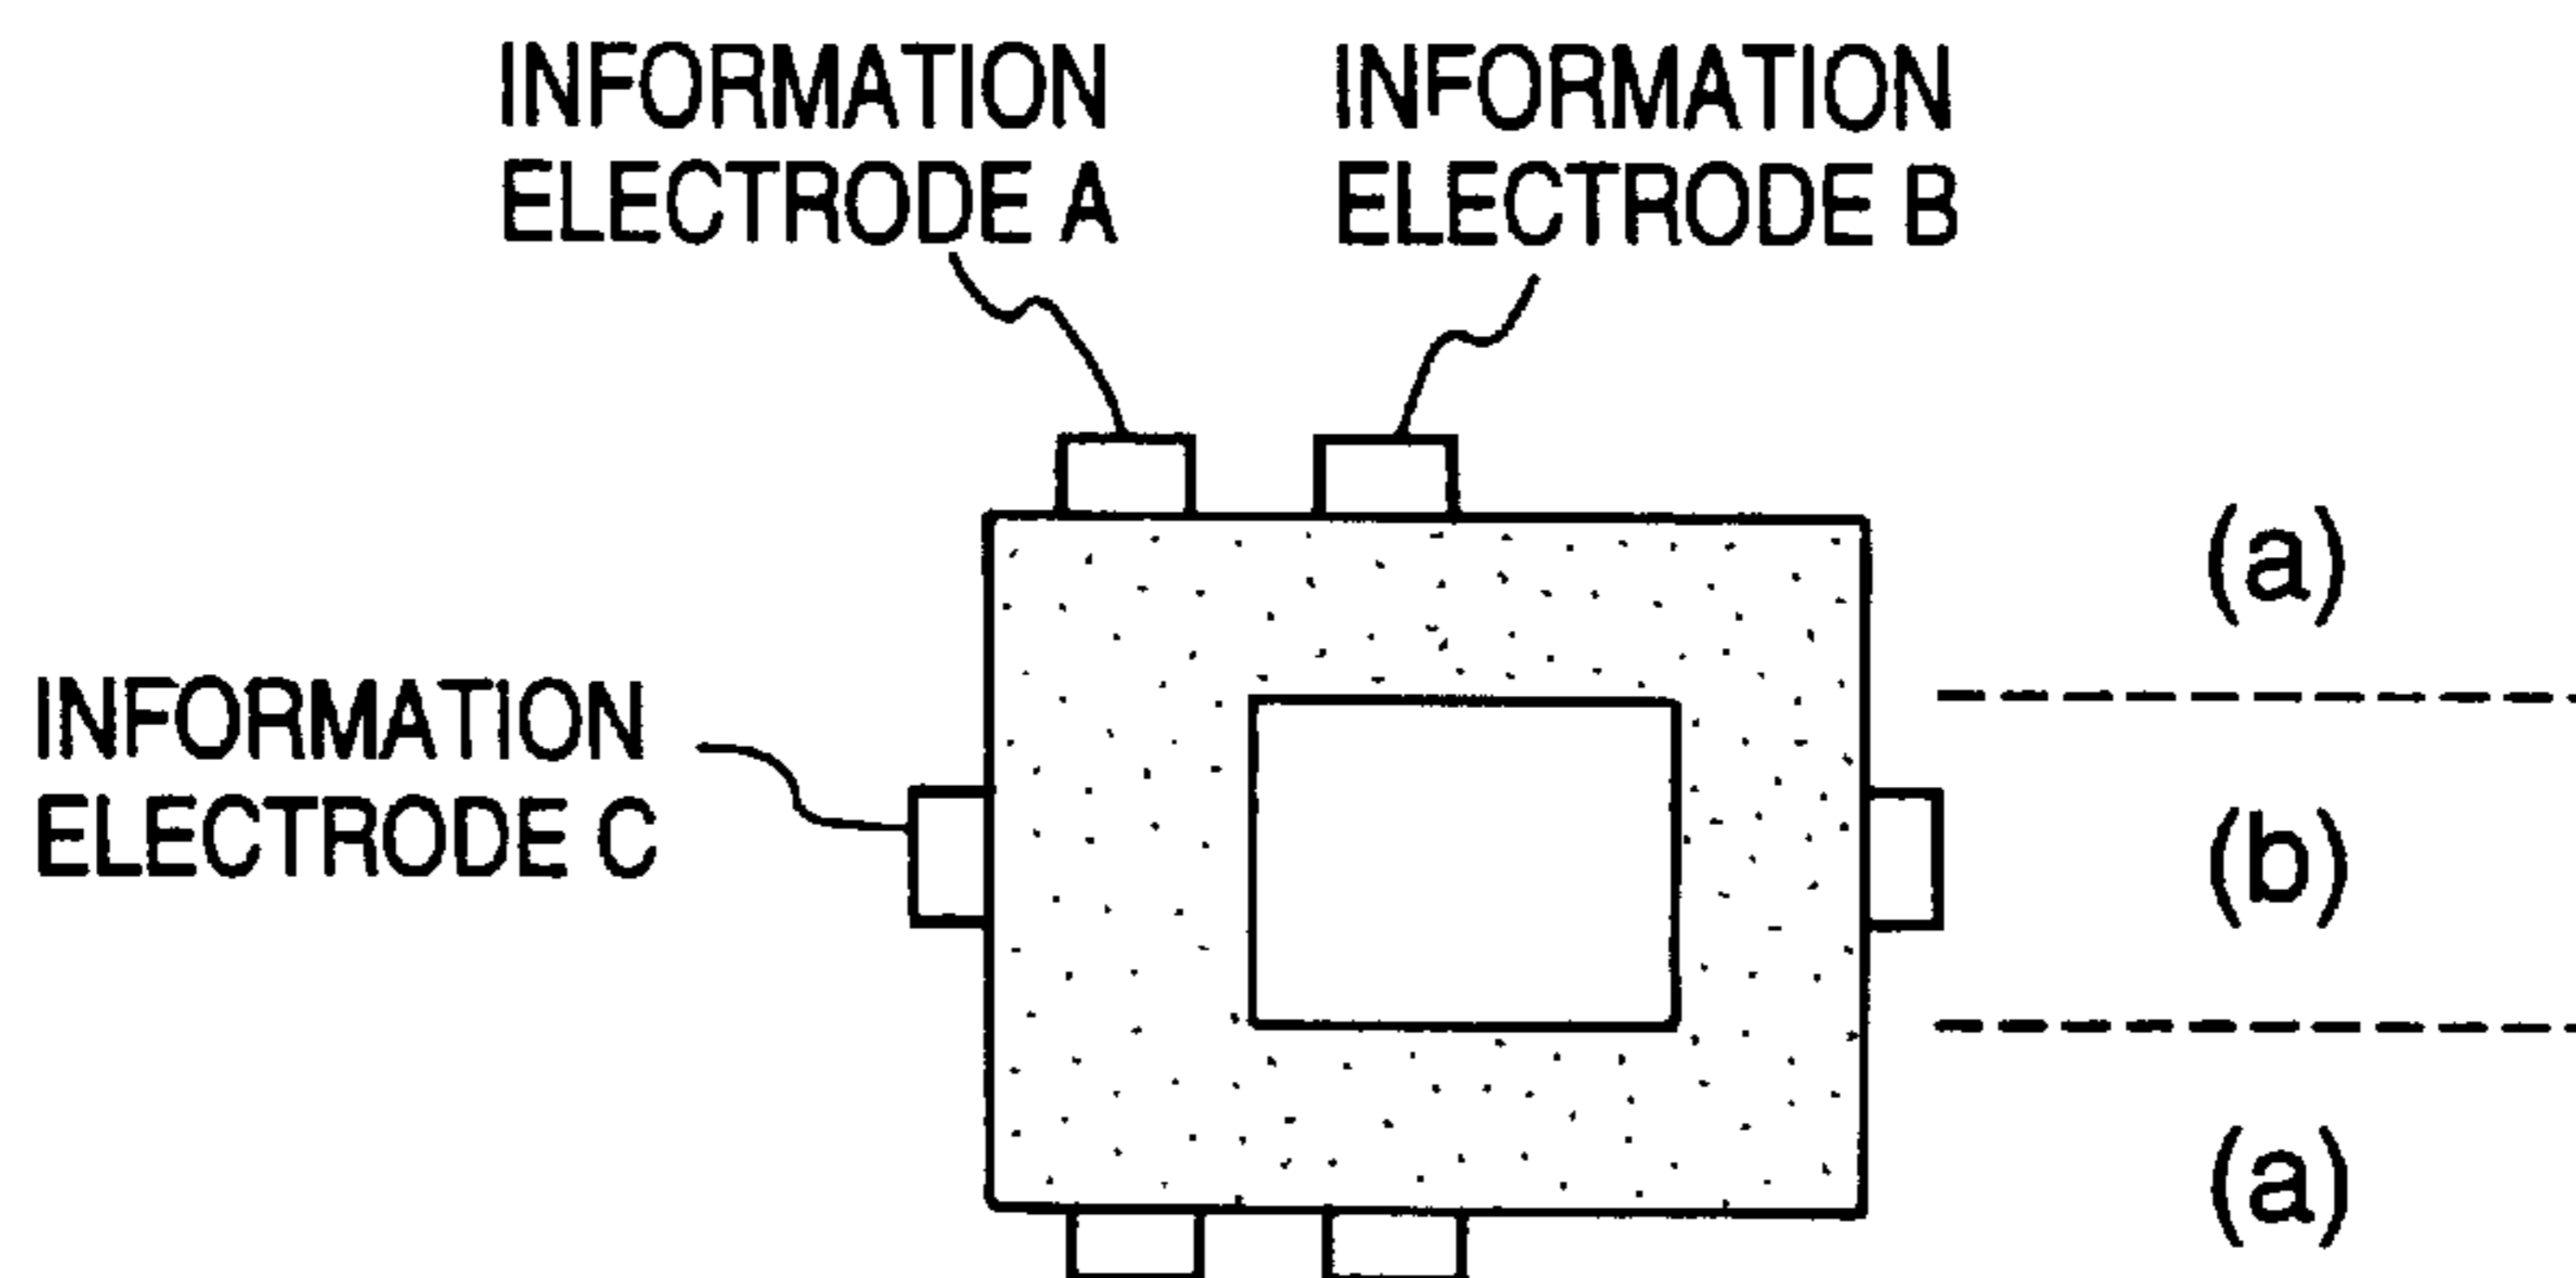 INFORMATION
ELECTRODE A
INFORMATION
ELECTRODE B
(a)
INFORMATION
ELECTRODE C
(b)
(a)